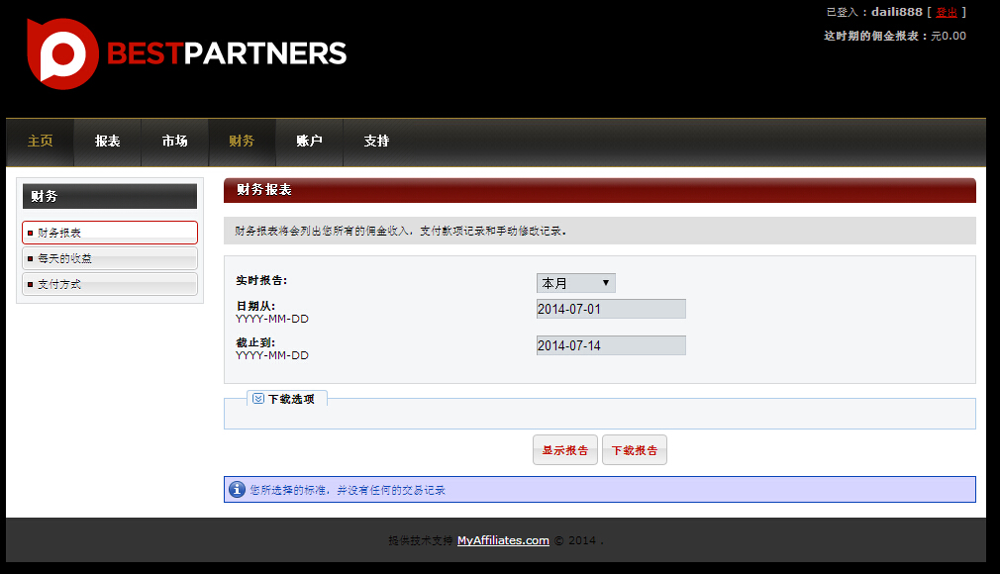 已登入：daili888 [ 登出 ]
这时期的佣金报表：元0.00
BESTPARTNERS
主页 报表 市场 财务 账户 支持
财务
财务报表
每天的收益
支付方式
财务报表
财务报表将会列出您所有的佣金收入，支付款项记录和手动修改记录。
实时报告: 本月
日期从: 2014-07-01
YYYY-MM-DD
截止到: 2014-07-14
YYYY-MM-DD
下载选项
显示报告 下载报告
您所选择的标准，并没有任何的交易记录
提供技术支持 MyAffiliates.com © 2014 .